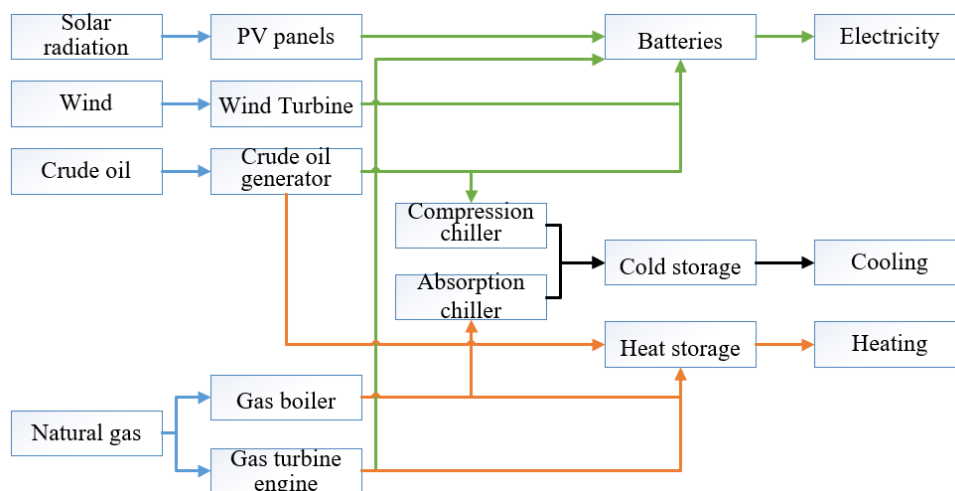 Solar
radiation
PV panels
Batteries
Electricity
Wind
Wind Turbine
Crude oil
Crude oil
generator
Compression
chiller
Absorption
chiller
Cold storage
Cooling
Heat storage
Heating
Natural gas
Gas boiler
Gas turbine
engine